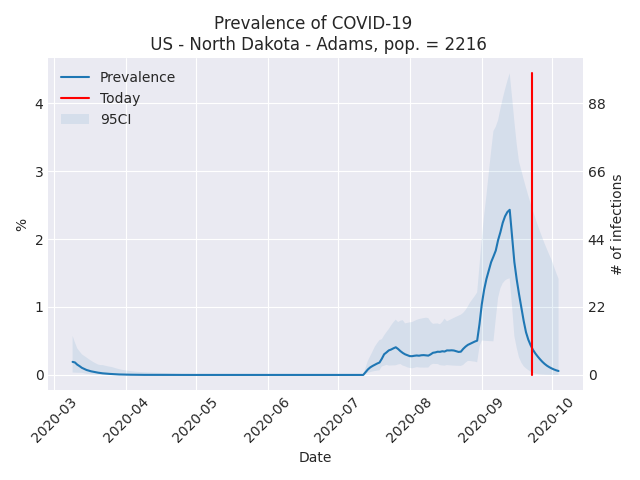 Prevalence of COVID-19
US - North Dakota - Adams, pop. = 2216
Prevalence
Today
95CI
4
3
2
1
0
%
88
66
44
22
0
# of infections
2020-03
2020-04
2020-05
2020-06
2020-07
2020-08
2020-09
2020-10
Date